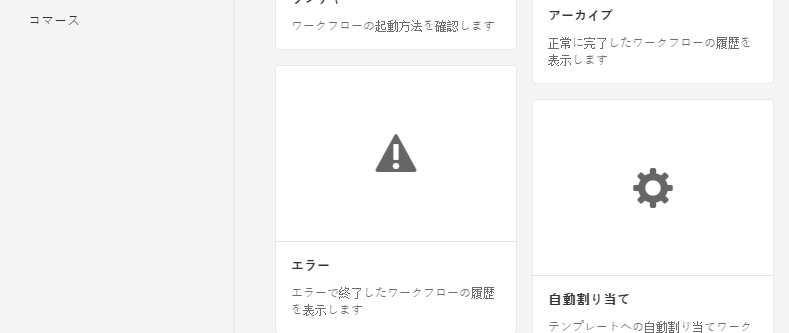 コマース
ワークフローの起動方法を確認します
エラー
エラーで終了したワークフローの履歴
を表示します
アーカイブ
正常に完了したワークフローの履歴を
表示します
自動割り当て
テンプレートへの自動割り当てワーク